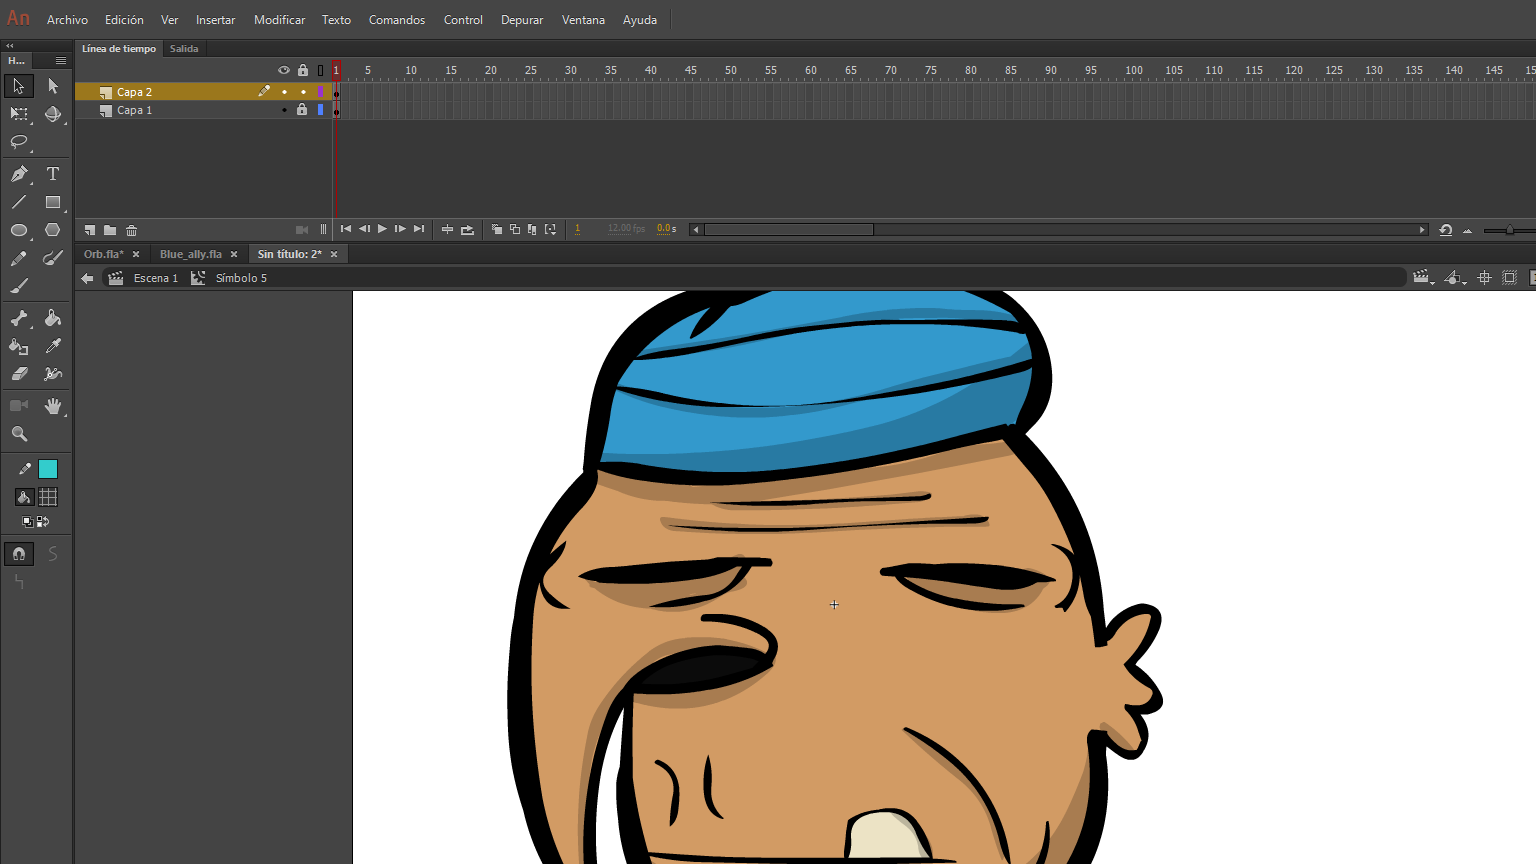 An Archivo Edición Ver Insertar Modificar Texto Comandos Control Depurar Ventana Ayuda
Línea de tiempo Salida
H...
1 5 10 15 20 25 30 35 40 45 50 55 60 65 70 75 80 85 90 95 100 105 110 115 120 125 130 135 140 145 15
Capa 2
Capa 1
1 12.00 fps 0.0 s
Orb.fla* Blue_ally.fla Sin título: 2*
Escena 1 Símbolo 5